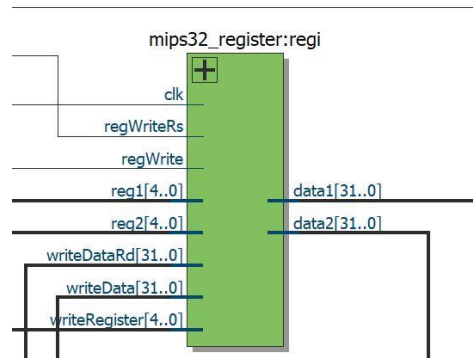 mips32_register:regi
clk
regWriteRs
regWrite
reg1[4..0]
reg2[4..0]
writeDataRd[31..0]
writeData[31..0]
writeRegister[4..0]
data1[31..0]
data2[31..0]